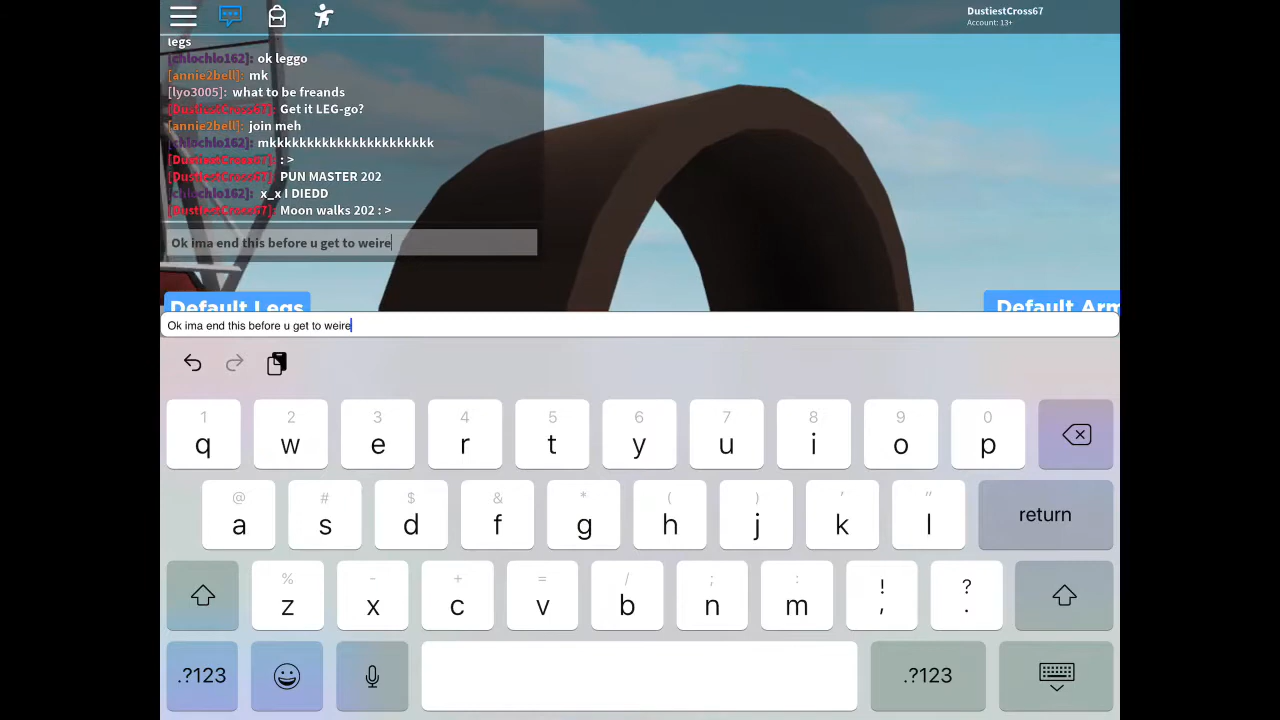 DustiestCross67
Account: 13+
legs
[chlochlo162]: ok leggo
[annie2bell]: mk
[lyo3005]: what to be freands
[DustiestCross67]: Get it LEG-go?
[annie2bell]: join meh
[chlochlo162]: mkkkkkkkkkkkkkkkkkkkkkk
[DustiestCross67]: : >
[DustiestCross67]: PUN MASTER 202
[chlochlo162]: x_x I DIEDD
[DustiestCross67]: Moon walks 202 : >
Ok ima end this before u get to weire
Default Legs
Default Arm
Ok ima end this before u get to weire
1 2 3 4 5 6 7 8 9 0
q w e r t y u i o p
@ # $ & * ( ) ' "
a s d f g h j k l return
% - + = / ; : ! ?
z x c v b n m , .
.?123 .?123